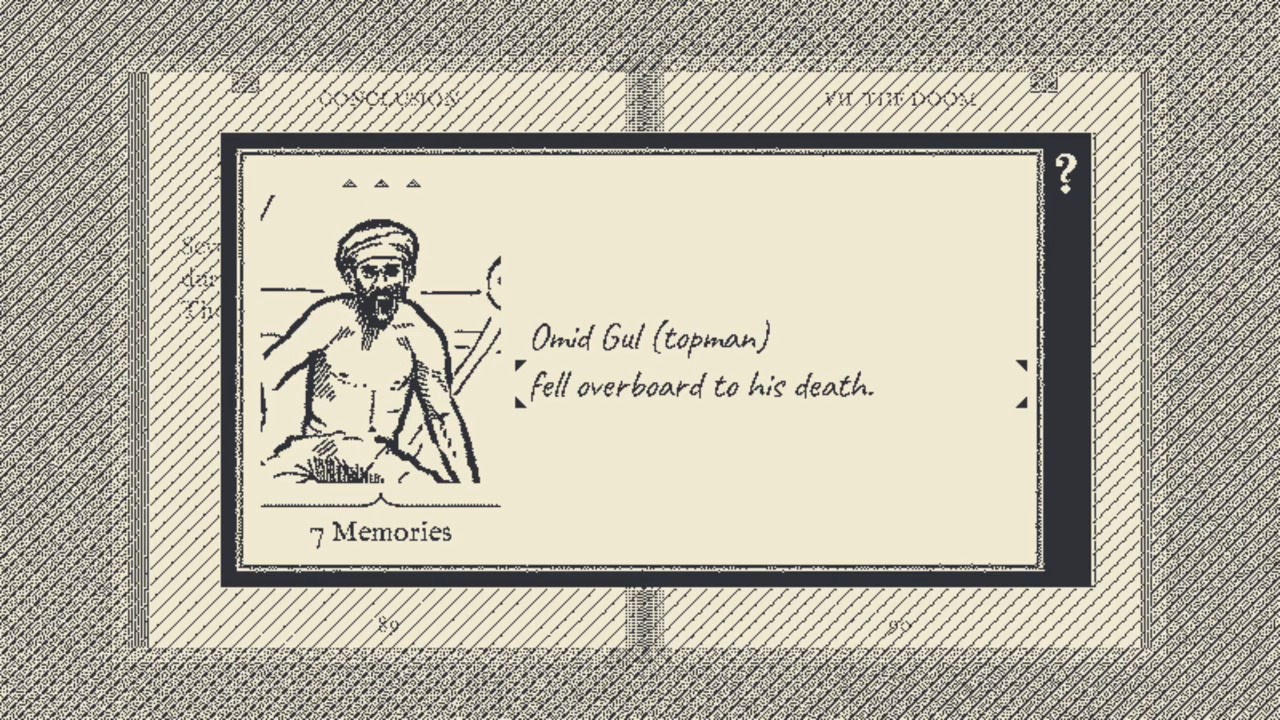 CONCLUSION
VII. THE DOOM
?
Omid Gul (topman)
fell overboard to his death.
7 Memories
89
90